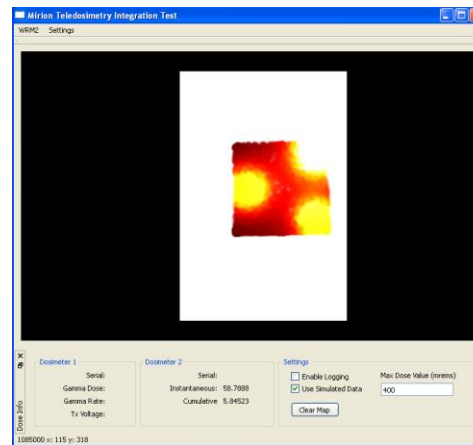 Mirion Teledosimetry Integration Test
WRM2 Settings
Dose Info
Dosimeter 1
Serial:
Gamma Dose:
Gamma Rate:
Tx Voltage:
Dosimeter 2
Serial:
Instantaneous: 58.7888
Cumulative 5.84523
Settings
Enable Logging
Use Simulated Data
Clear Map
Max Dose Value (mrems)
400
1085000 x: 115 y: 318